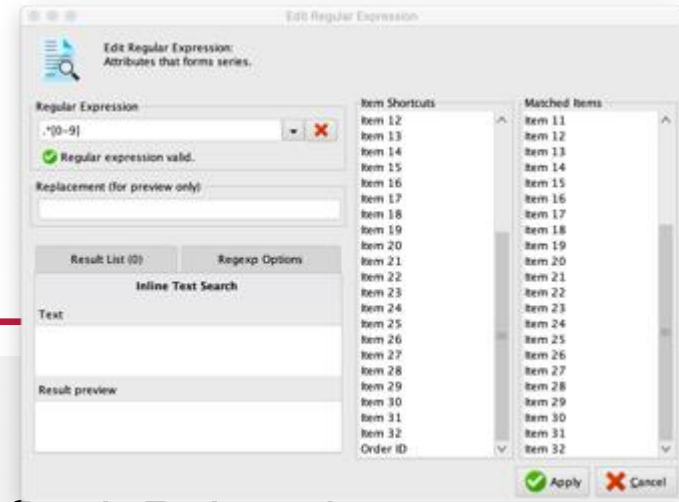 Edit Regular Expression
Edit Regular Expression:
Attributes that forms series.
Regular Expression
.*[0-9]
Regular expression valid.
Replacement (for preview only)
Result List (0)
Regexp Options
Inline Text Search
Text
Result preview
Item Shortcuts
Item 12
Item 13
Item 14
Item 15
Item 16
Item 17
Item 18
Item 19
Item 20
Item 21
Item 22
Item 23
Item 24
Item 25
Item 26
Item 27
Item 28
Item 29
Item 30
Item 31
Item 32
Order ID
Matched Items
Item 11
Item 12
Item 13
Item 14
Item 15
Item 16
Item 17
Item 18
Item 19
Item 20
Item 21
Item 22
Item 23
Item 24
Item 25
Item 26
Item 27
Item 28
Item 29
Item 30
Item 31
Item 32
Apply
Cancel